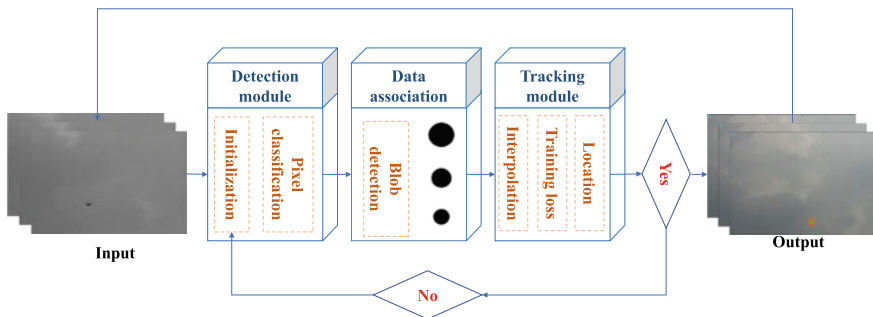 Detection
module
Data
association
Tracking
module
Initialization
Pixel
classification
Blob
detection
Interpolation
Training loss
Location
Yes
Input
Output
No